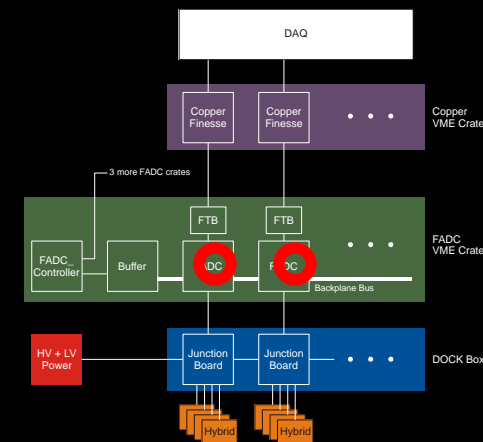 DAQ
Copper
Finesse
Copper
Finesse
• • •
Copper
VME Crate
3 more FADC crates
FTB
FTB
FADC_
Controller
Buffer
• • •
FADC
VME Crate
Backplane Bus
HV + LV
Power
Junction
Board
Junction
Board
• • •
DOCK Box
Hybrid
Hybrid